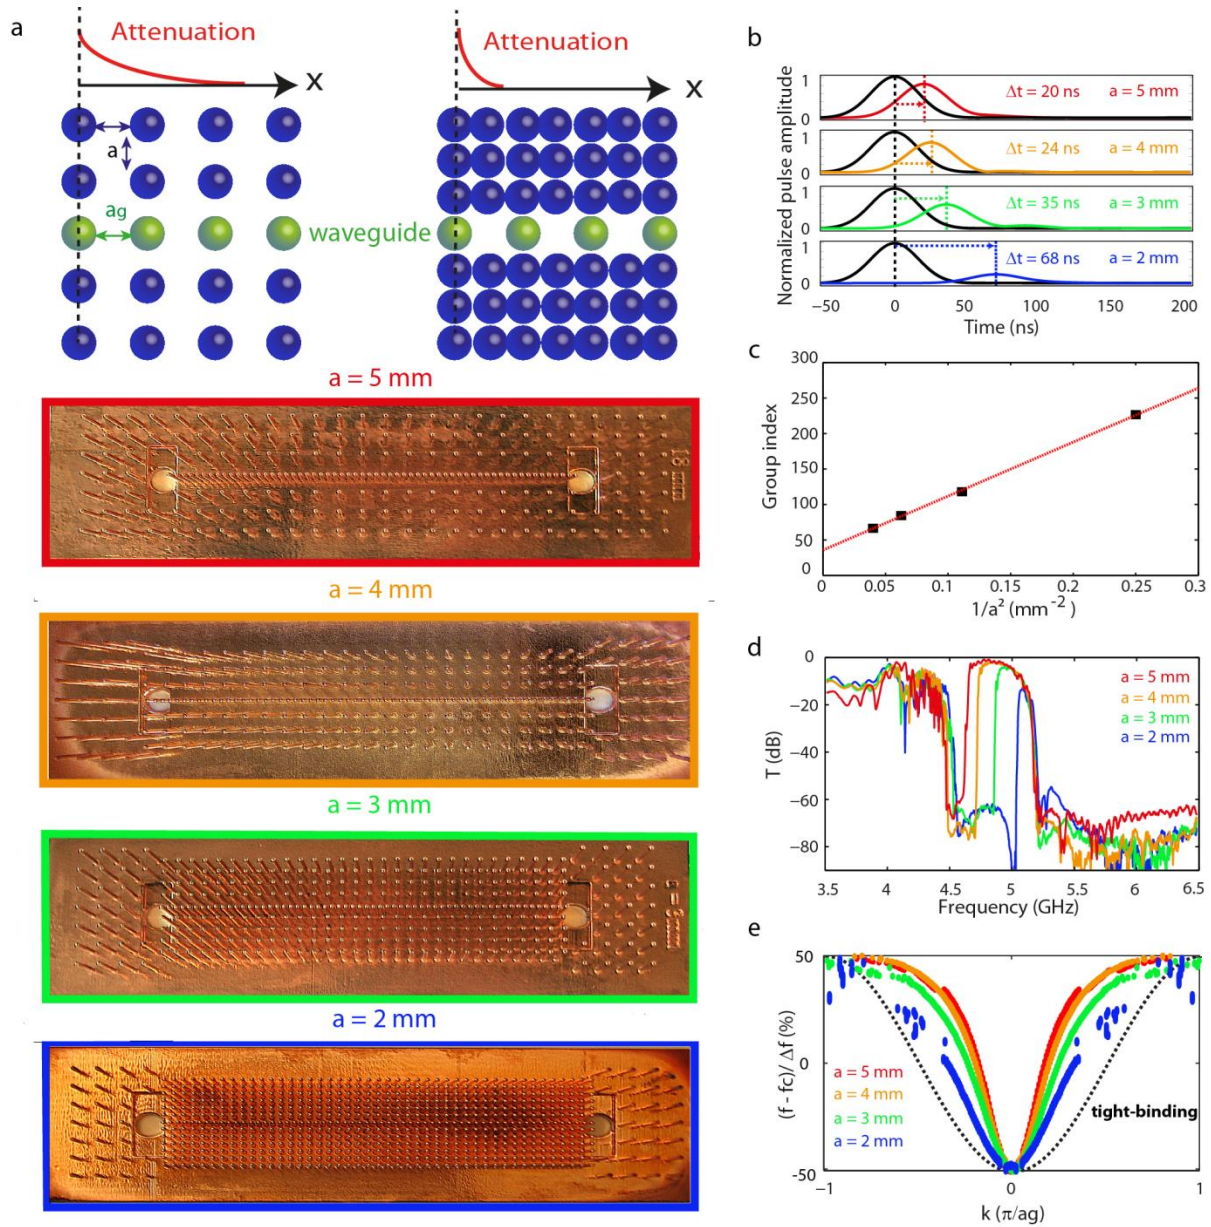 a
Attenuation
x
Attenuation
x
a
ag
waveguide
a = 5 mm
18 mm
a = 4 mm
a = 3 mm
a = 2 mm
b
Normalized pulse amplitude
1
Δt = 20 ns a = 5 mm
1
0
Δt = 24 ns a = 4 mm
1
0
Δt = 35 ns a = 3 mm
1
0
Δt = 68 ns a = 2 mm
1
0
−50 0 50 100 150 200
Time (ns)
c
Group index
300
250
200
150
100
50
0
0 0.05 0.1 0.15 0.2 0.25 0.3
1/a² (mm⁻²)
d
T (dB)
0
−20
−40
−60
−80
a = 5 mm
a = 4 mm
a = 3 mm
a = 2 mm
3.5 4 4.5 5 5.5 6 6.5
Frequency (GHz)
e
(f - fc)/ Δf (%)
50
0
-50
a = 5 mm
a = 4 mm
a = 3 mm
a = 2 mm
tight-binding
−1 0 1
k (π/ag)